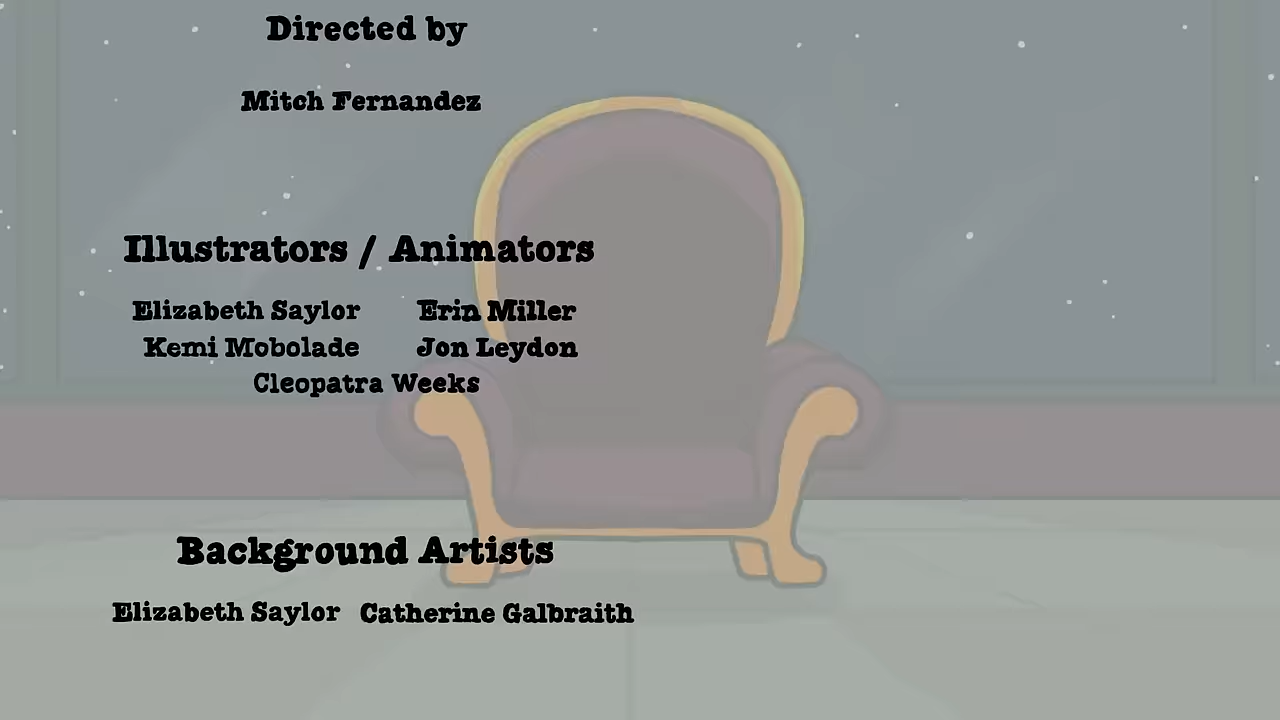 Directed by
Mitch Fernandez
Illustrators / Animators
Elizabeth Saylor Erin Miller
Kemi Mobolade Jon Leydon
Cleopatra Weeks
Background Artists
Elizabeth Saylor Catherine Galbraith